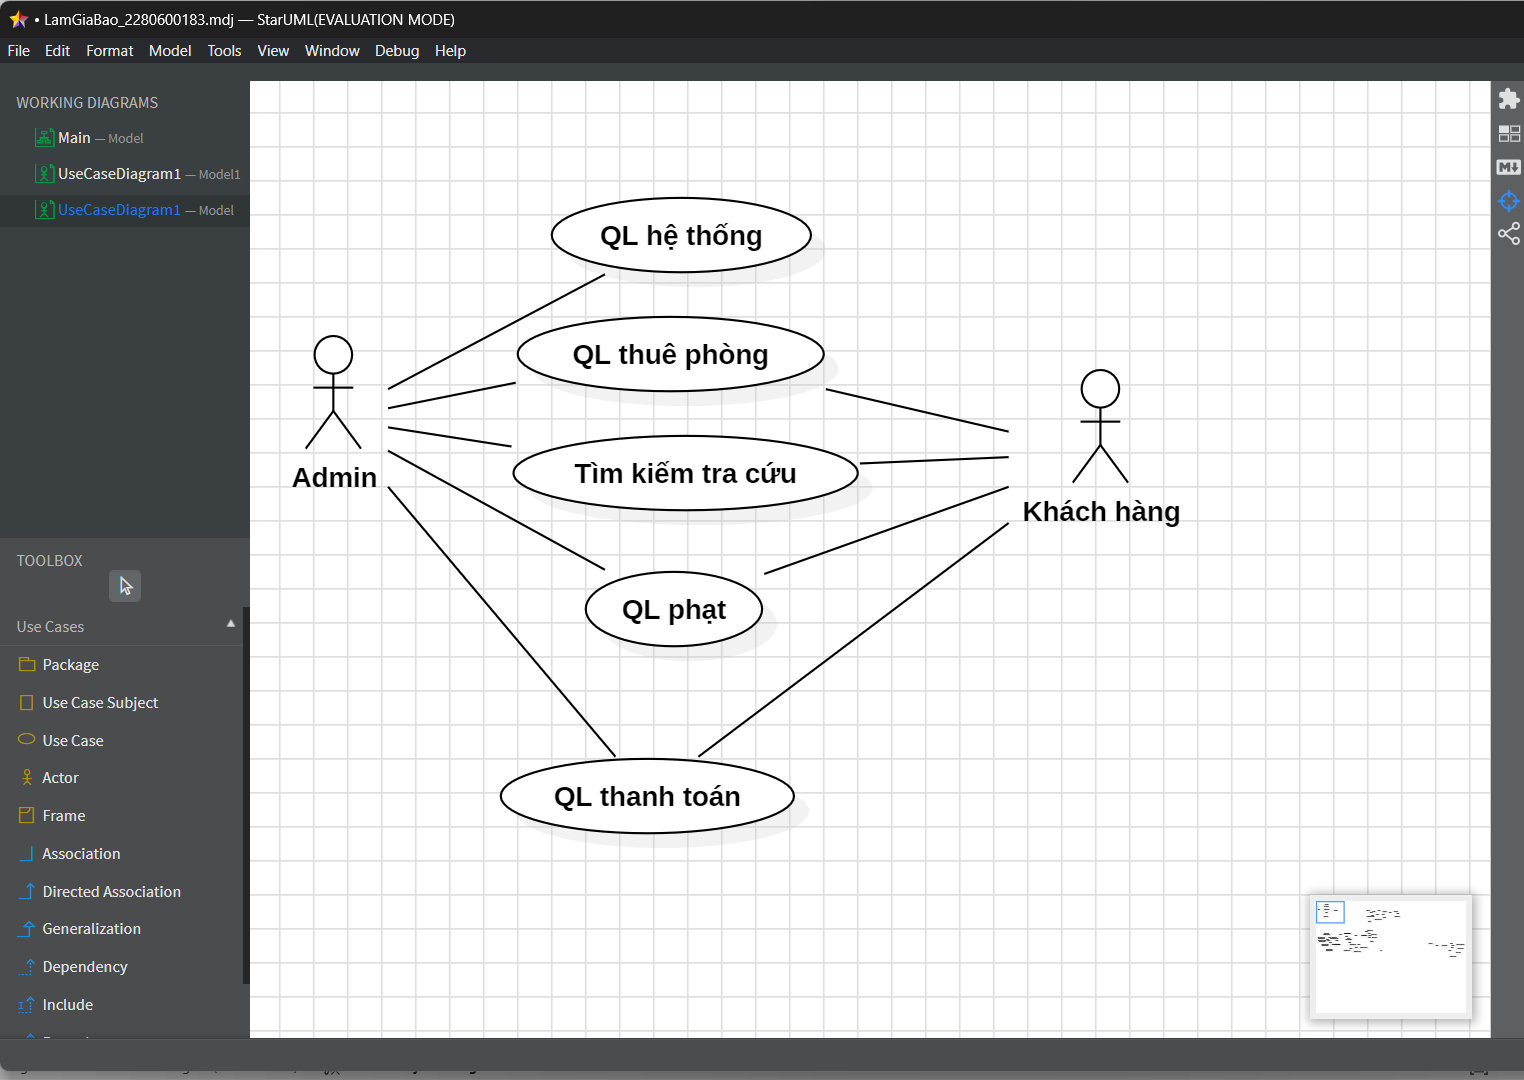 • LamGiaBao_2280600183.mdj — StarUML(EVALUATION MODE)
File Edit Format Model Tools View Window Debug Help
WORKING DIAGRAMS
Main — Model
UseCaseDiagram1 — Model1
UseCaseDiagram1 — Model
QL hệ thống
QL thuê phòng
Tìm kiếm tra cứu
Admin
Khách hàng
QL phạt
QL thanh toán
TOOLBOX
Use Cases
Package
Use Case Subject
Use Case
Actor
Frame
Association
Directed Association
Generalization
Dependency
Include